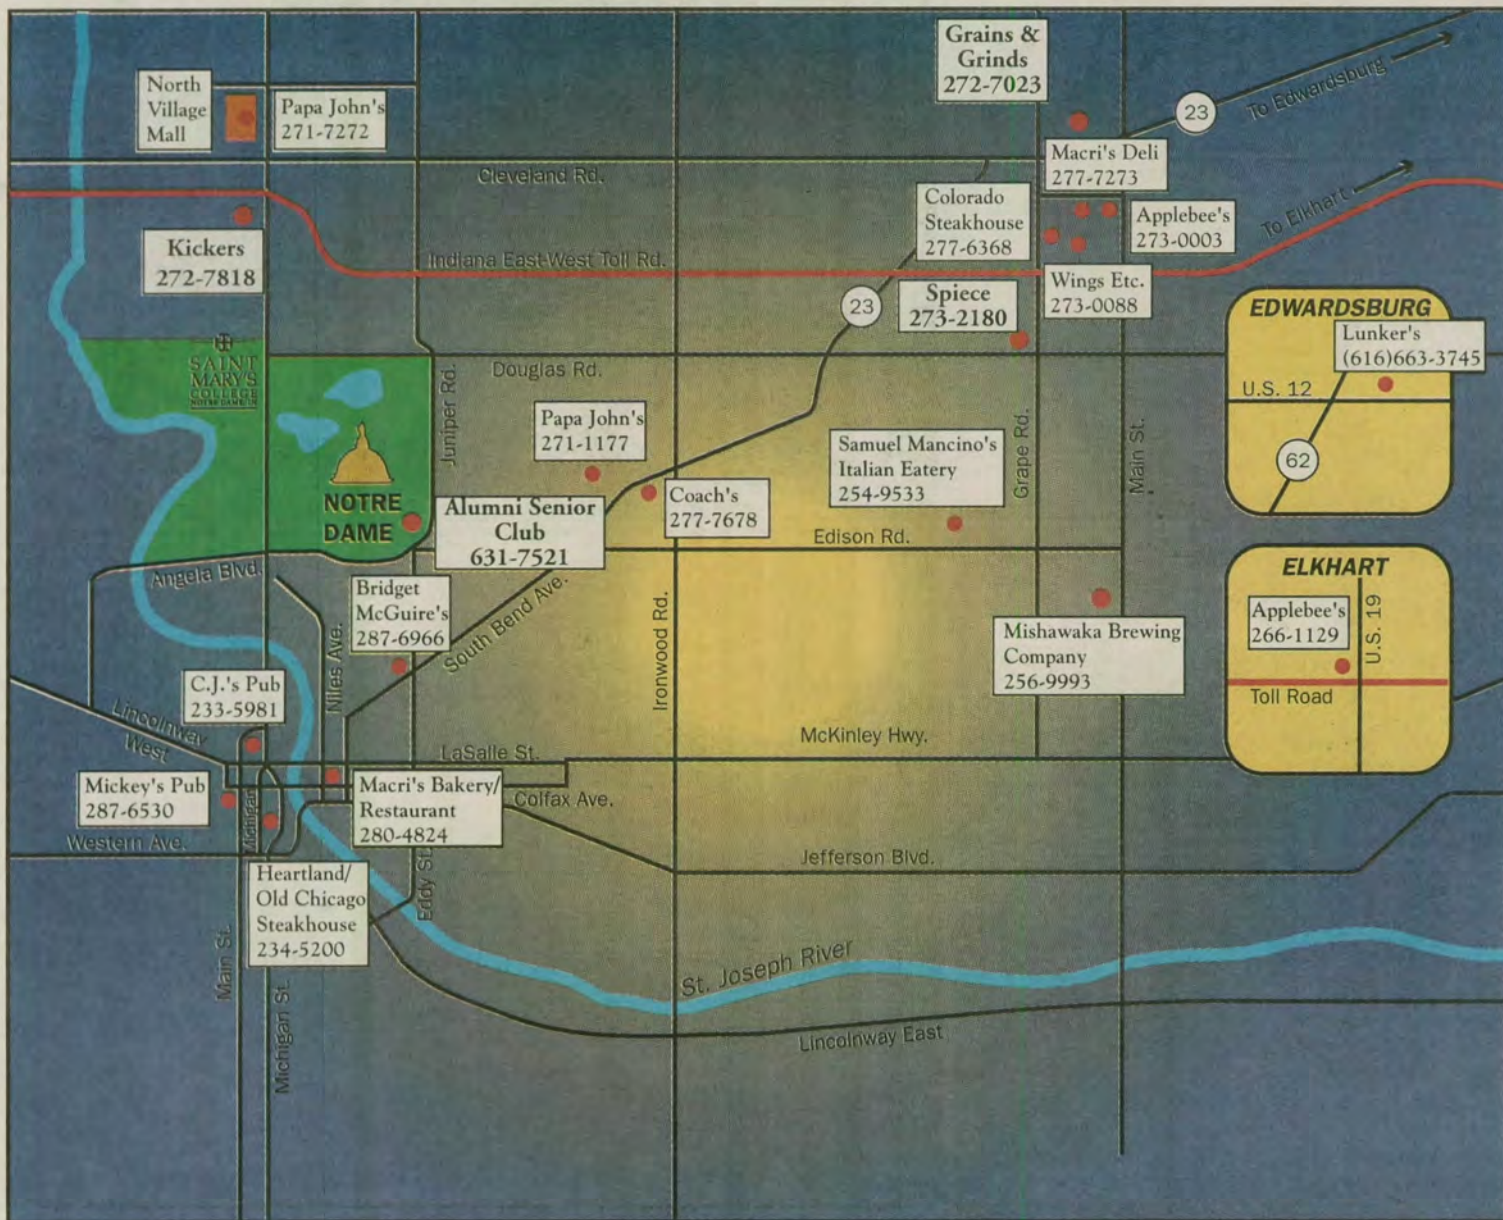 Grains &
Grinds
272-7023
North
Village
Mall
Papa John's
271-7272
23
To Edwardsburg
Macri's Deli
277-7273
Cleveland Rd.
Colorado
Steakhouse
277-6368
Applebee's
273-0003
To Elkhart
Kickers
272-7818
Indiana East-West Toll Rd.
Wings Etc.
273-0088
Spiece
273-2180
23
EDWARDSBURG
Lunker's
(616)663-3745
U.S. 12
62
SAINT
MARY'S
COLLEGE
NOTRE DAME, IN
Douglas Rd.
Juniper Rd.
Papa John's
271-1177
Samuel Mancino's
Italian Eatery
254-9533
Grape Rd.
Main St.
NOTRE
DAME
Alumni Senior
Club
631-7521
Coach's
277-7678
Edison Rd.
Angela Blvd.
ELKHART
Applebee's
266-1129
U.S. 19
Toll Road
Bridget
McGuire's
287-6966
South Bend Ave.
Niles Ave.
Ironwood Rd.
Mishawaka Brewing
Company
256-9993
C.J.'s Pub
233-5981
Lincolnway
West
LaSalle St.
McKinley Hwy.
Mickey's Pub
287-6530
Michigan
Macri's Bakery/
Restaurant
280-4824
Colfax Ave.
Western Ave.
Jefferson Blvd.
Heartland/
Old Chicago
Steakhouse
234-5200
Eddy St.
Main St.
Michigan St.
St. Joseph River
Lincolnway East